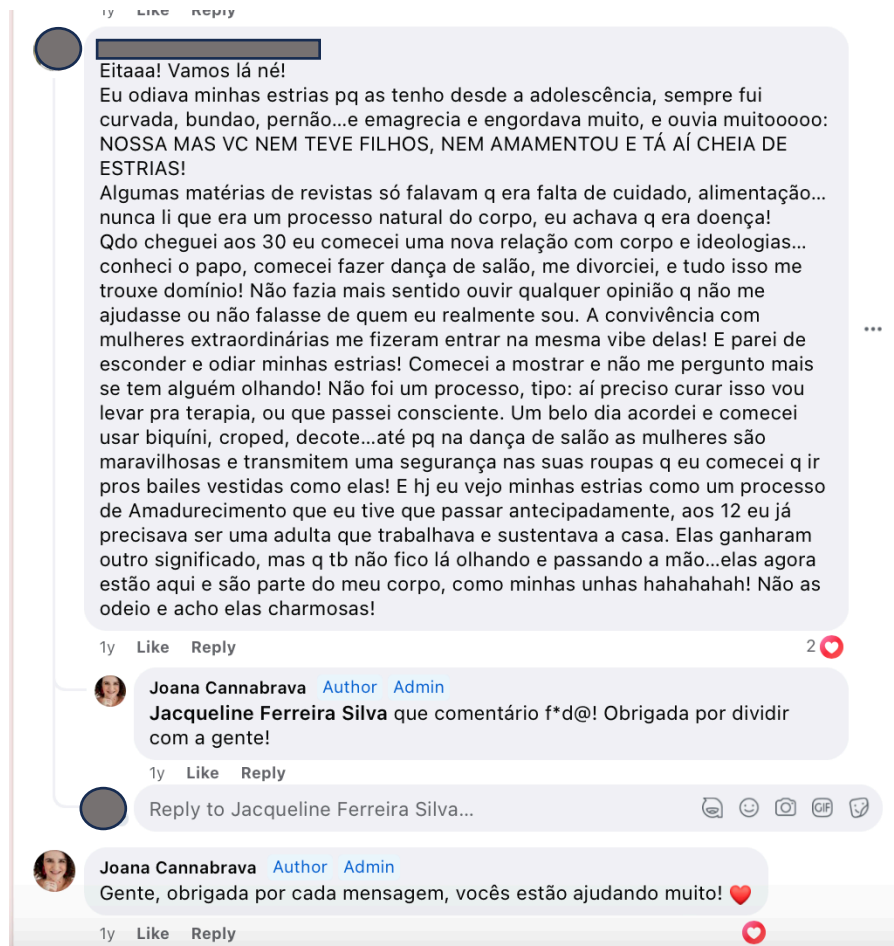 1y Like Reply
Eitaaa! Vamos lá né!
Eu odiava minhas estrias pq as tenho desde a adolescência, sempre fui
curvada, bundao, pernão...e emagrecia e engordava muito, e ouvia muitooooo:
NOSSA MAS VC NEM TEVE FILHOS, NEM AMAMENTOU E TÁ AÍ CHEIA DE
ESTRIAS!
Algumas matérias de revistas só falavam q era falta de cuidado, alimentação...
nunca li que era um processo natural do corpo, eu achava q era doença!
Qdo cheguei aos 30 eu comecei uma nova relação com corpo e ideologias...
conheci o papo, comecei fazer dança de salão, me divorciei, e tudo isso me
trouxe domínio! Não fazia mais sentido ouvir qualquer opinião q não me
ajudasse ou não falasse de quem eu realmente sou. A convivência com
mulheres extraordinárias me fizeram entrar na mesma vibe delas! E parei de
esconder e odiar minhas estrias! Comecei a mostrar e não me pergunto mais
se tem alguém olhando! Não foi um processo, tipo: aí preciso curar isso vou
levar pra terapia, ou que passei consciente. Um belo dia acordei e comecei
usar biquíni, croped, decote...até pq na dança de salão as mulheres são
maravilhosas e transmitem uma segurança nas suas roupas q eu comecei q ir
pros bailes vestidas como elas! E hj eu vejo minhas estrias como um processo
de Amadurecimento que eu tive que passar antecipadamente, aos 12 eu já
precisava ser uma adulta que trabalhava e sustentava a casa. Elas ganharam
outro significado, mas q tb não fico lá olhando e passando a mão...elas agora
estão aqui e são parte do meu corpo, como minhas unhas hahahahah! Não as
odeio e acho elas charmosas!
1y Like Reply 2
Joana Cannabrava Author Admin
Jacqueline Ferreira Silva que comentário f*d@! Obrigada por dividir
com a gente!
1y Like Reply
Reply to Jacqueline Ferreira Silva...
GIF
Joana Cannabrava Author Admin
Gente, obrigada por cada mensagem, vocês estão ajudando muito! ❤️
1y Like Reply